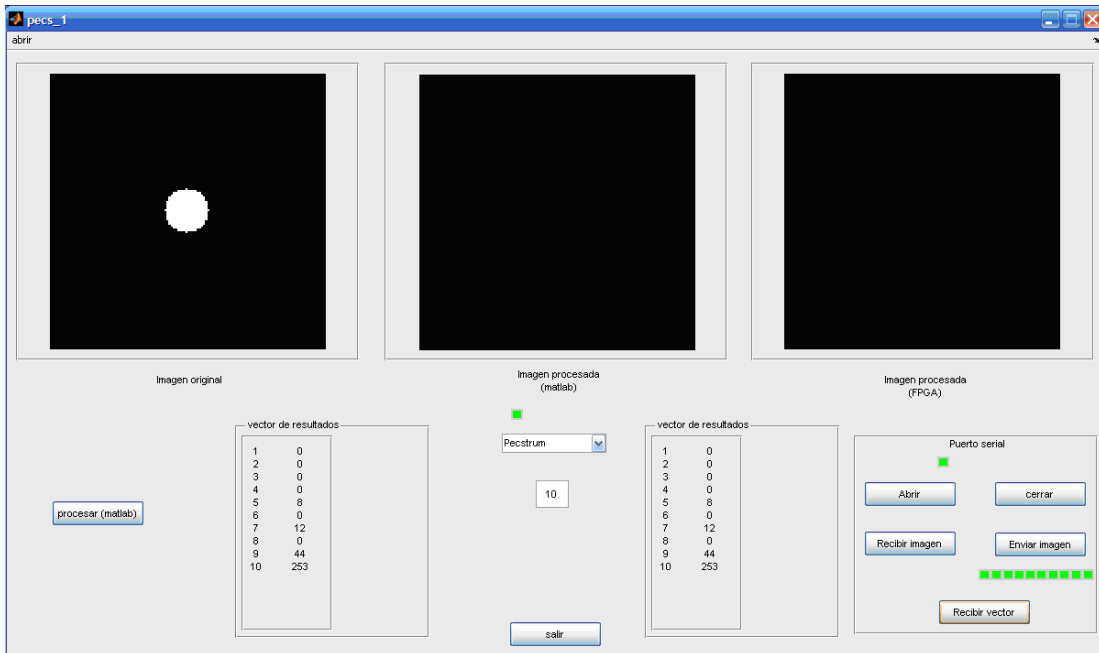 pecs_1
abrir
Imagen original
Imagen procesada
(matlab)
Imagen procesada
(FPGA)
procesar (matlab)
vector de resultados
1 0
2 0
3 0
4 0
5 8
6 0
7 12
8 0
9 44
10 253
Pecstrum
10
salir
vector de resultados
1 0
2 0
3 0
4 0
5 8
6 0
7 12
8 0
9 44
10 253
Puerto serial
Abrir cerrar
Recibir imagen Enviar imagen
Recibir vector